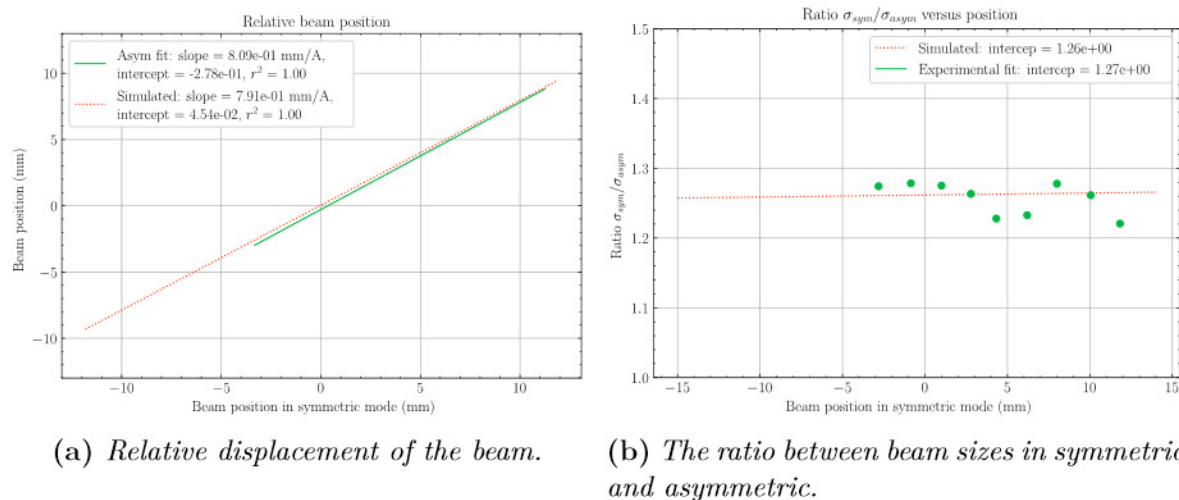 Relative beam position
Asym fit: slope = 8.09e-01 mm/A,
intercept = -2.78e-01, r² = 1.00
Simulated: slope = 7.91e-01 mm/A,
intercept = 4.54e-02, r² = 1.00
10
5
0
−5
−10
Beam position (mm)
−10 −5 0 5 10
Beam position in symmetric mode (mm)
(a) Relative displacement of the beam.
Ratio σsym/σasym versus position
Simulated: intercep = 1.26e+00
Experimental fit: intercep = 1.27e+00
1.5
1.4
1.3
1.2
1.1
1.0
Ratio σsym/σasym
−15 −10 −5 0 5 10 15
Beam position in symmetric mode (mm)
(b) The ratio between beam sizes in symmetric
and asymmetric.